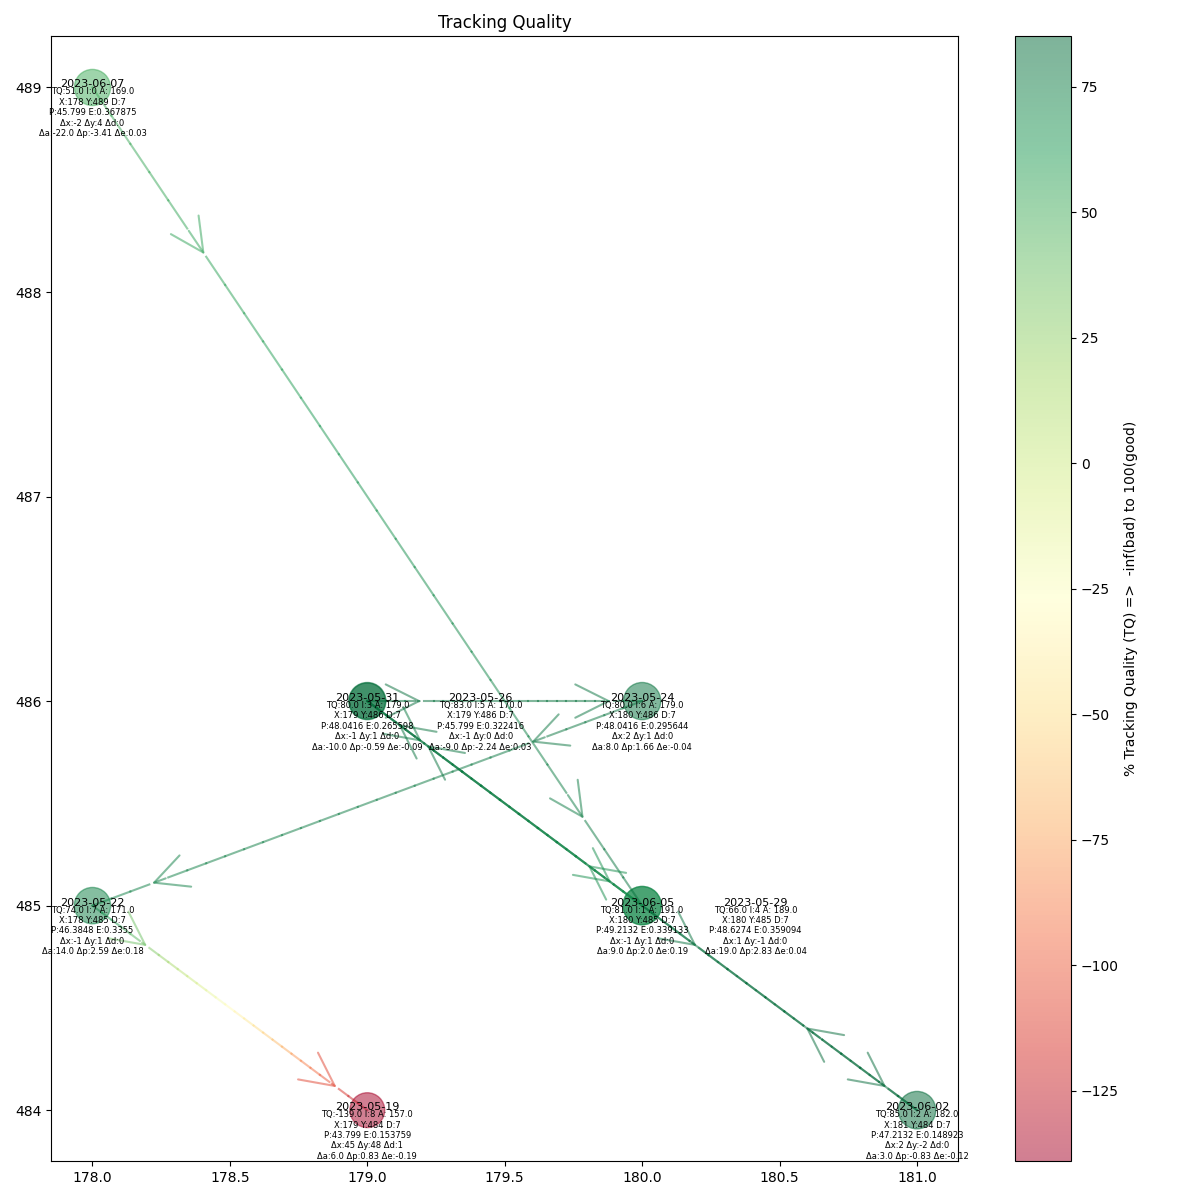 Tracking Quality
489
488
487
486
485
484
178.0
178.5
179.0
179.5
180.0
180.5
181.0
2023-06-07
TQ:51.0 I:0 A: 169.0
X:178 Y:489 D:7
P:45.799 E:0.367875
Δx:-2 Δy:4 Δd:0
Δa:-22.0 Δp:-3.41 Δe:0.03
2023-05-31
TQ:80.0 I:3 A: 179.0
X:179 Y:486 D:7
P:48.0416 E:0.265598
Δx:-1 Δy:1 Δd:0
Δa:-10.0 Δp:-0.59 Δe:-0.09
2023-05-26
TQ:83.0 I:5 A: 170.0
X:179 Y:486 D:7
P:45.799 E:0.322416
Δx:-1 Δy:0 Δd:0
Δa:-9.0 Δp:-2.24 Δe:0.03
2023-05-24
TQ:80.0 I:6 A: 179.0
X:180 Y:486 D:7
P:48.0416 E:0.295644
Δx:2 Δy:1 Δd:0
Δa:8.0 Δp:1.66 Δe:-0.04
2023-05-22
TQ:74.0 I:7 A: 171.0
X:178 Y:485 D:7
P:46.3848 E:0.3355
Δx:-1 Δy:1 Δd:0
Δa:14.0 Δp:2.59 Δe:0.18
2023-06-05
TQ:81.0 I:1 A: 191.0
X:180 Y:485 D:7
P:49.2132 E:0.339133
Δx:-1 Δy:1 Δd:0
Δa:9.0 Δp:2.0 Δe:0.19
2023-05-29
TQ:66.0 I:4 A: 189.0
X:180 Y:485 D:7
P:48.6274 E:0.359094
Δx:1 Δy:-1 Δd:0
Δa:19.0 Δp:2.83 Δe:0.04
2023-05-19
TQ:-139.0 I:8 A: 157.0
X:179 Y:484 D:7
P:43.799 E:0.153759
Δx:45 Δy:48 Δd:1
Δa:6.0 Δp:0.83 Δe:-0.19
2023-06-02
TQ:85.0 I:2 A: 182.0
X:181 Y:484 D:7
P:47.2132 E:0.148923
Δx:2 Δy:-2 Δd:0
Δa:3.0 Δp:-0.83 Δe:-0.12
75
50
25
0
−25
−50
−75
−100
−125
% Tracking Quality (TQ) => -inf(bad) to 100(good)